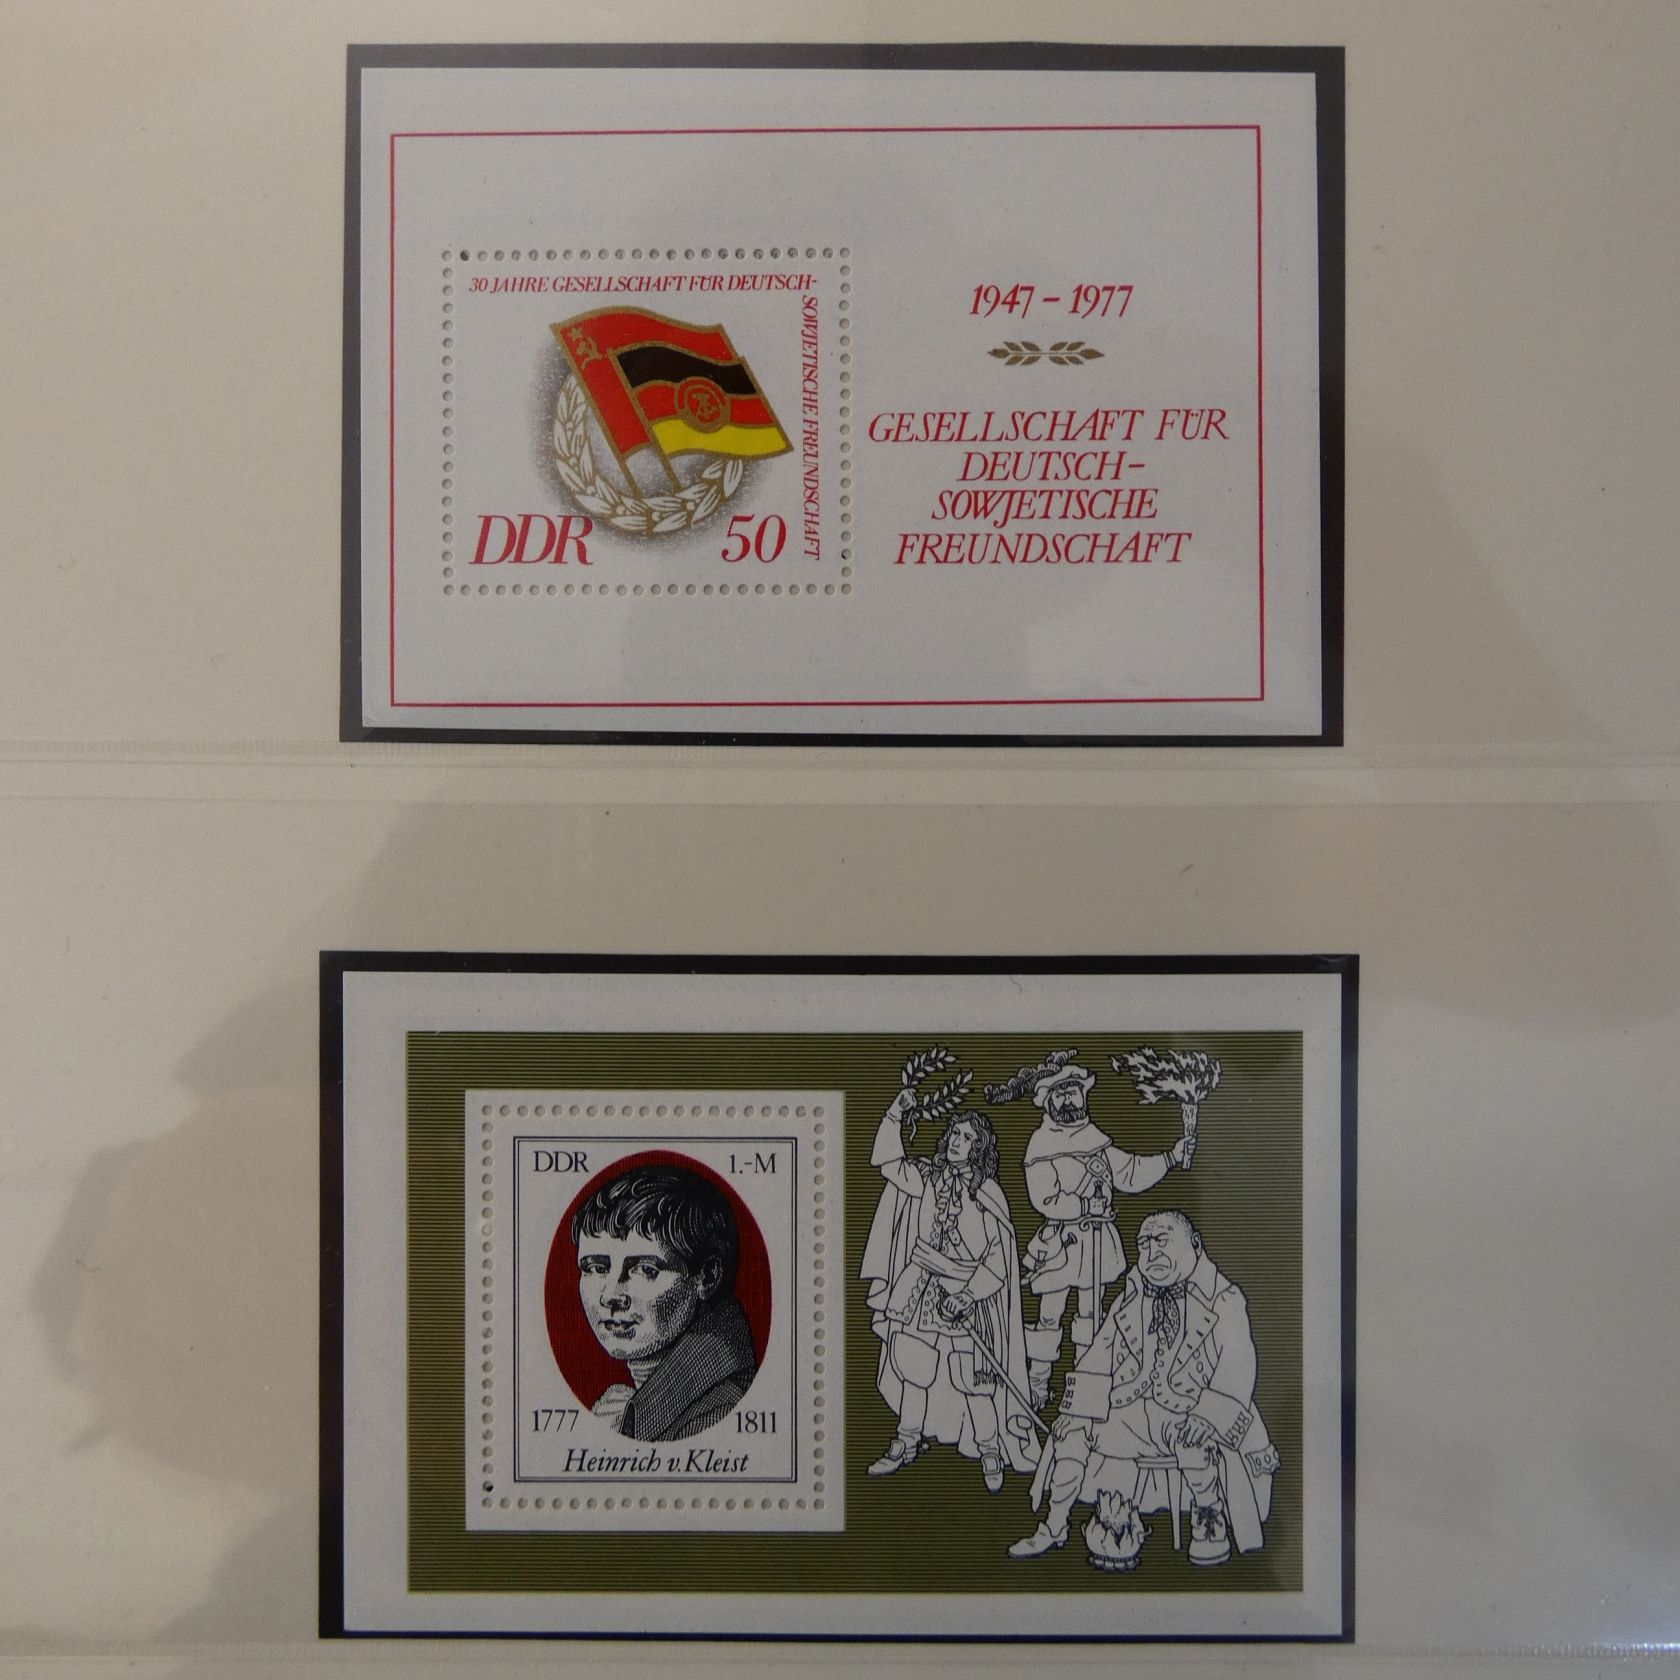 30 JAHRE GESELLSCHAFT FÜR DEUTSCH-
SOWJETISCHE FREUNDSCHAFT
DDR 50
1947 – 1977
GESELLSCHAFT FÜR
DEUTSCH-
SOWJETISCHE
FREUNDSCHAFT
DDR 1.-M
1777 1811
Heinrich v. Kleist